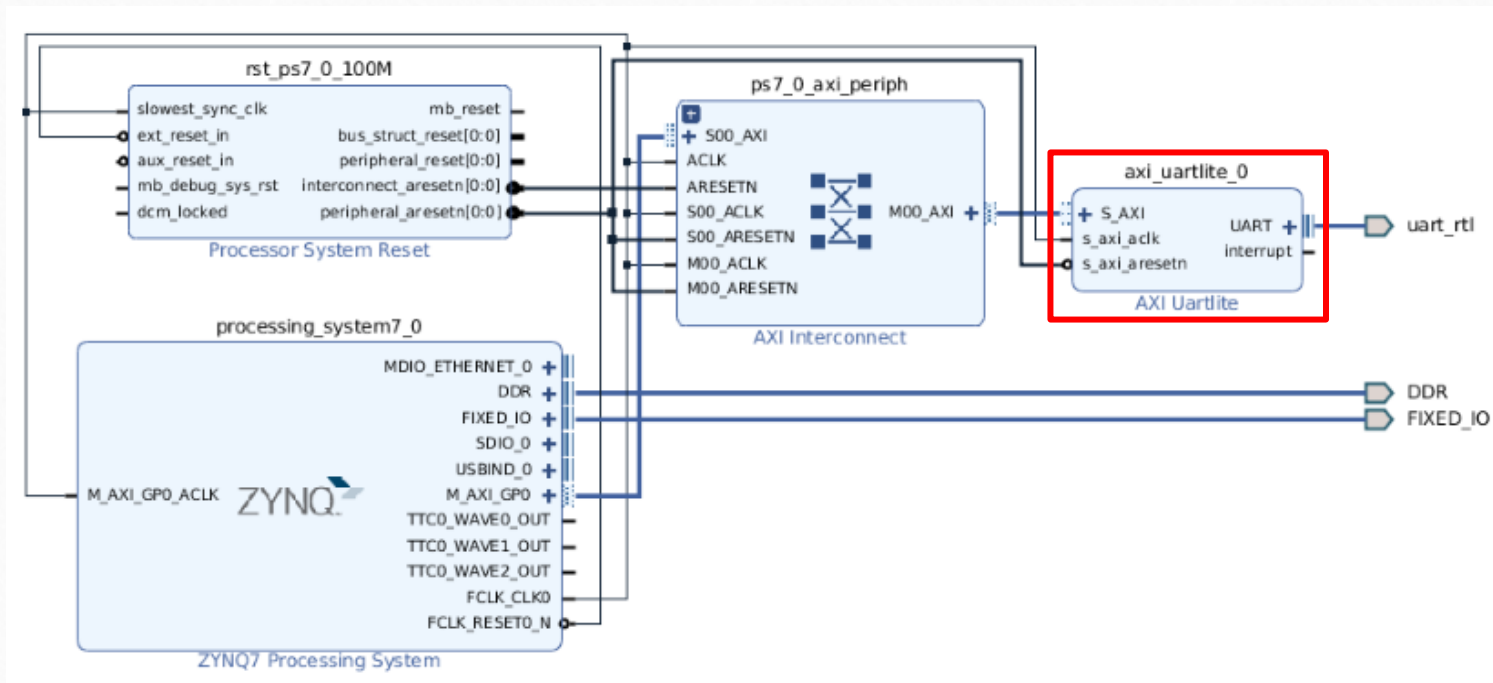 rst_ps7_0_100M
slowest_sync_clk
ext_reset_in
aux_reset_in
mb_debug_sys_rst
dcm_locked
mb_reset
bus_struct_reset[0:0]
peripheral_reset[0:0]
interconnect_aresetn[0:0]
peripheral_aresetn[0:0]
Processor System Reset
ps7_0_axi_periph
S00_AXI
ACLK
ARESETN
S00_ACLK
S00_ARESETN
M00_ACLK
M00_ARESETN
M00_AXI
AXI Interconnect
axi_uartlite_0
S_AXI
s_axi_aclk
s_axi_aresetn
UART
interrupt
AXI Uartlite
uart_rtl
processing_system7_0
M_AXI_GP0_ACLK
ZYNQ
MDIO_ETHERNET_0
DDR
FIXED_IO
SDIO_0
USBIND_0
M_AXI_GP0
TTC0_WAVE0_OUT
TTC0_WAVE1_OUT
TTC0_WAVE2_OUT
FCLK_CLK0
FCLK_RESET0_N
ZYNQ7 Processing System
DDR
FIXED_IO